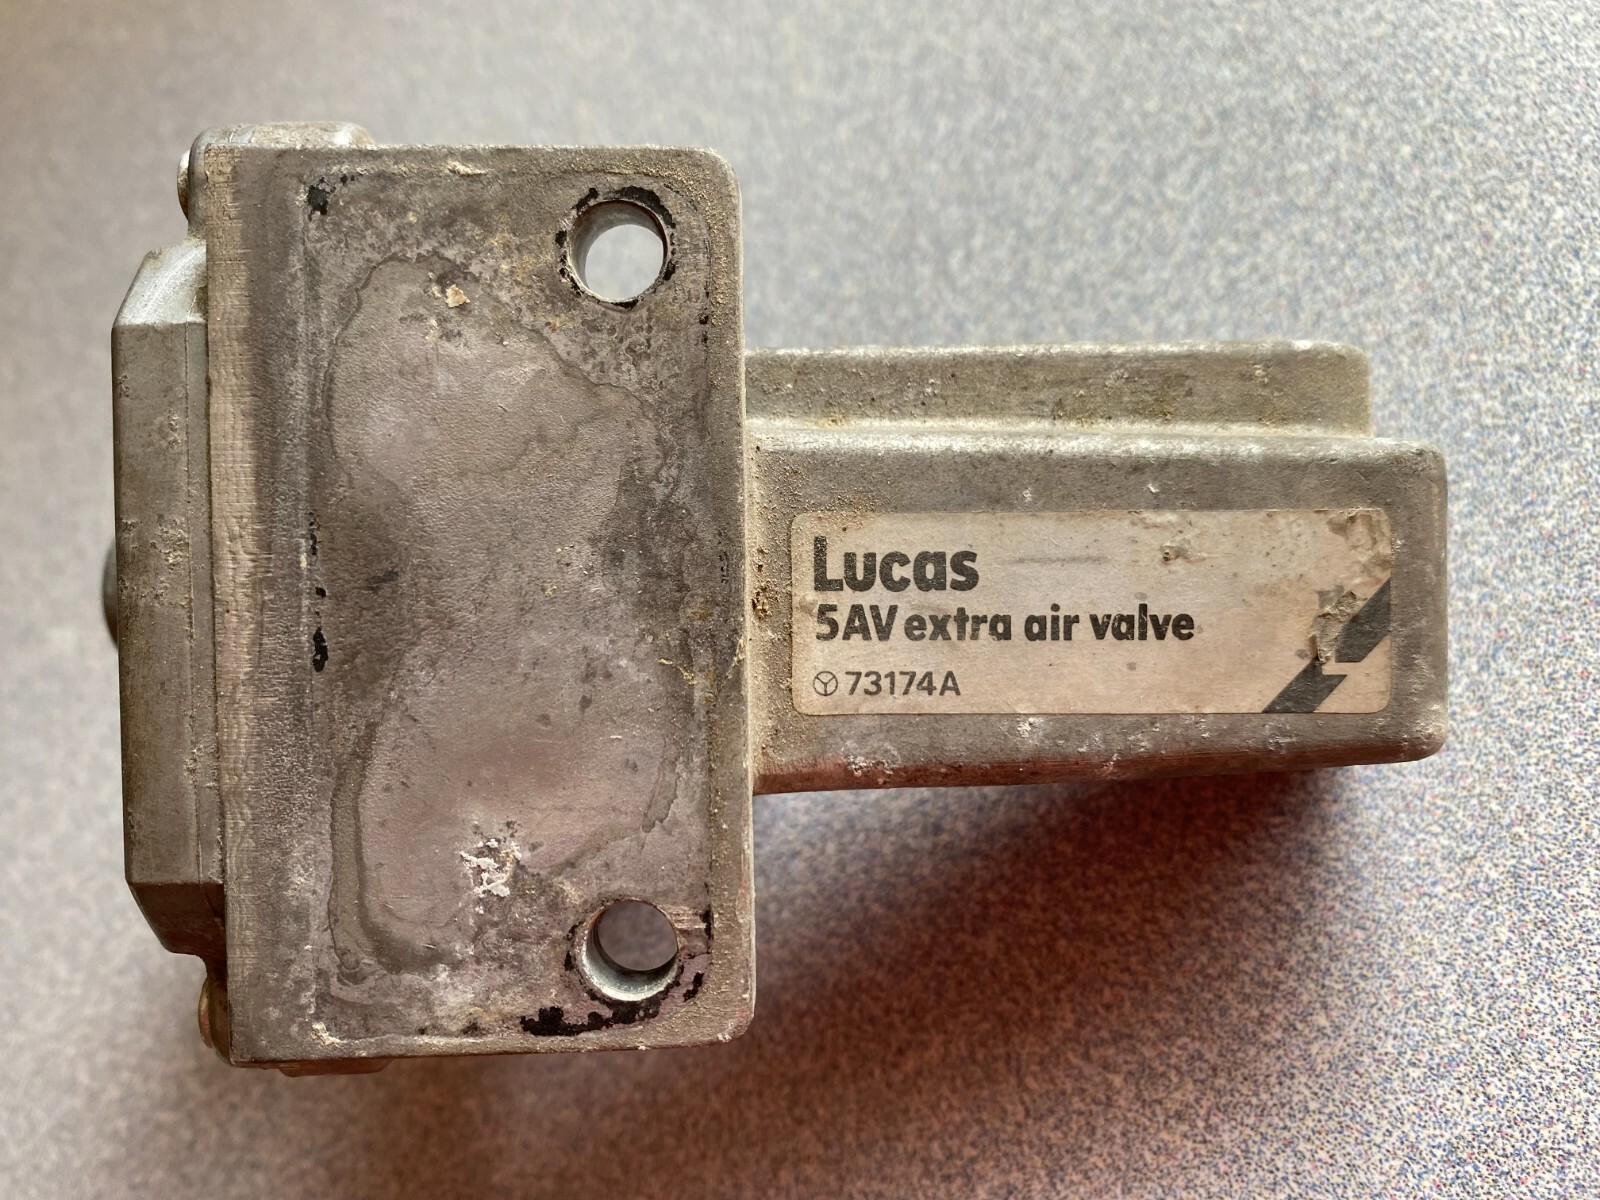 Lucas
5AV extra air valve
73174A